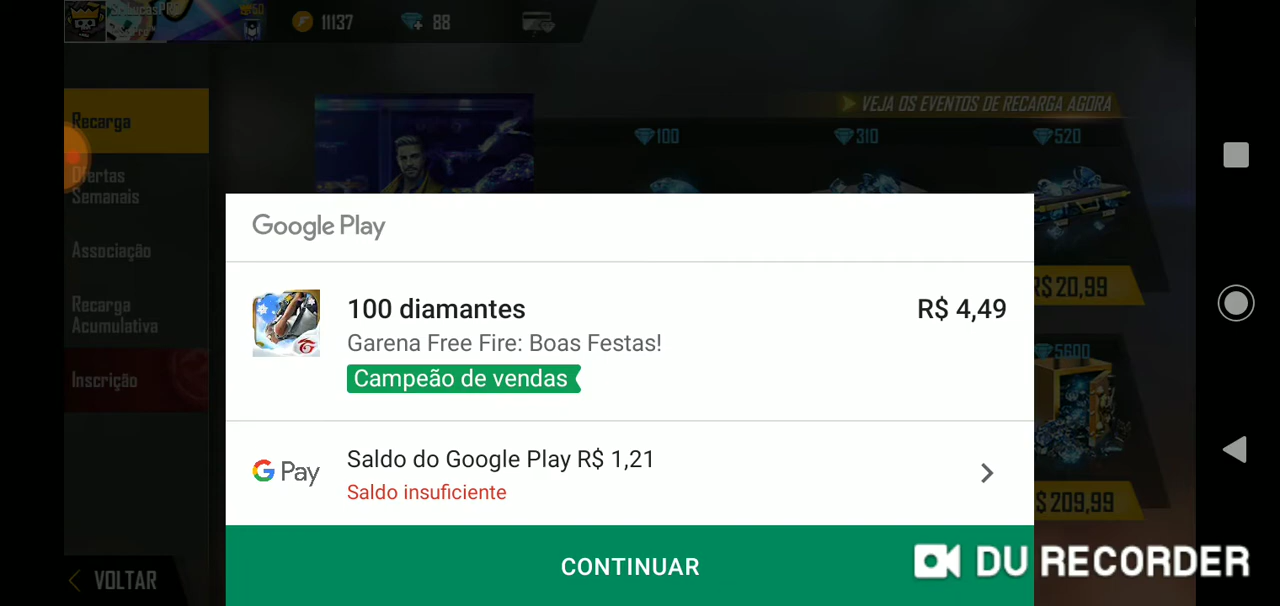 11137
88
VEJA OS EVENTOS DE RECARGA AGORA
Recarga
100
310
520
Ofertas
Semanais
Google Play
Associação
R$ 20,99
100 diamantes
R$ 4,49
Recarga
Acumulativa
Garena Free Fire: Boas Festas!
Campeão de vendas
5600
Inscrição
G Pay
Saldo do Google Play R$ 1,21
Saldo insuficiente
$ 209,99
CONTINUAR
DU RECORDER
VOLTAR